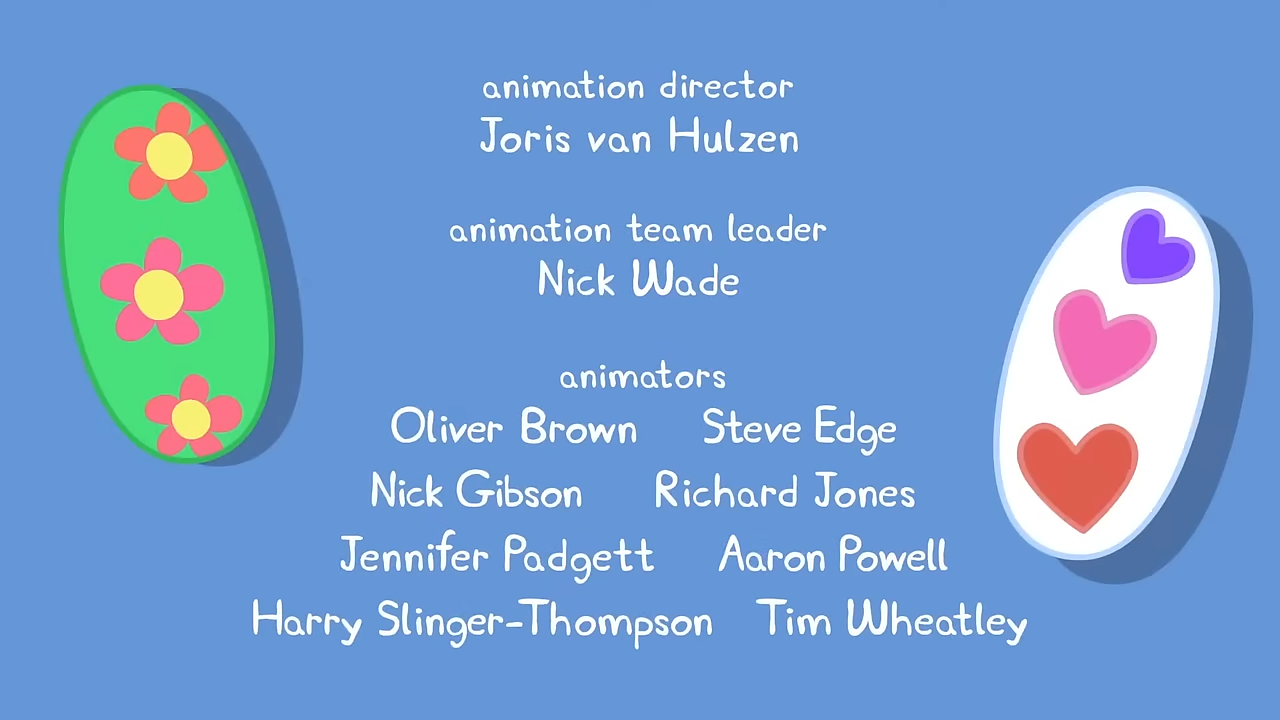 animation director
Joris van Hulzen
animation team leader
Nick Wade
animators
Oliver Brown Steve Edge
Nick Gibson Richard Jones
Jennifer Padgett Aaron Powell
Harry Slinger-Thompson Tim Wheatley